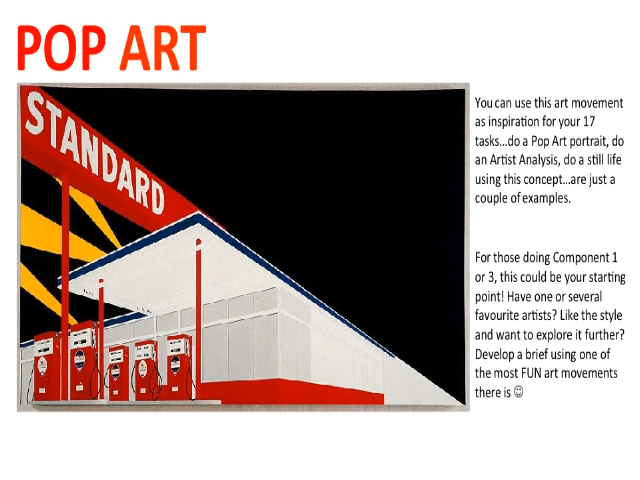 POP ART
STANDARD
You can use this art movement
as inspiration for your 17
tasks...do a Pop Art portrait, do
an Artist Analysis, do a still life
using this concept...are just a
couple of examples.
For those doing Component 1
or 3, this could be your starting
point! Have one or several
favourite artists? Like the style
and want to explore it further?
Develop a brief using one of
the most FUN art movements
there is ☺